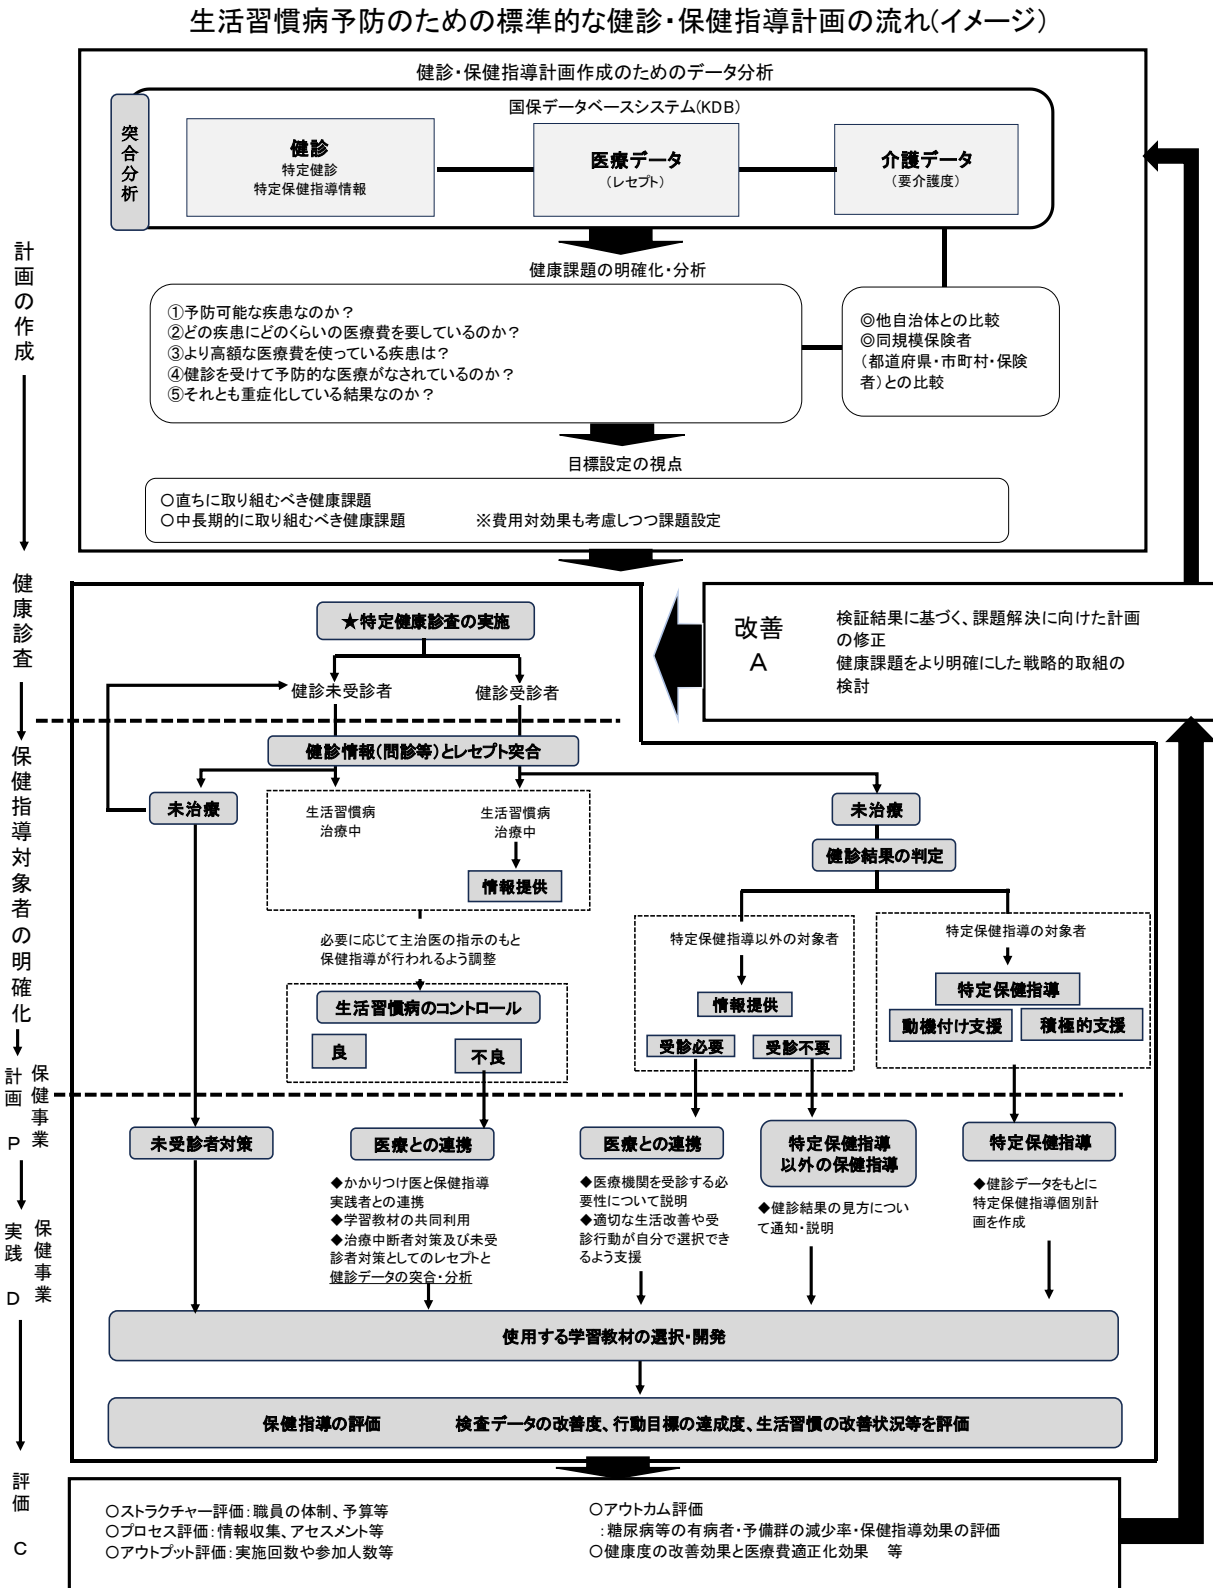 生活習慣病予防のための標準的な健診・保健指導計画の流れ(イメージ)
健診・保健指導計画作成のためのデータ分析
国保データベースシステム(KDB)
突合分析
健診
特定健診
特定保健指導情報
医療データ
(レセプト)
介護データ
(要介護度)
計画の作成
健康課題の明確化・分析
①予防可能な疾患なのか？
②どの疾患にどのくらいの医療費を要しているのか？
③より高額な医療費を使っている疾患は？
④健診を受けて予防的な医療がなされているのか？
⑤それとも重症化している結果なのか？
◎他自治体との比較
◎同規模保険者
(都道府県・市町村・保険
者)との比較
目標設定の視点
○直ちに取り組むべき健康課題
○中長期的に取り組むべき健康課題　　※費用対効果も考慮しつつ課題設定
健康診査
★特定健康診査の実施
改善
A
検証結果に基づく、課題解決に向けた計画
の修正
健康課題をより明確にした戦略的取組の
検討
健診未受診者
健診受診者
保健指導対象者の明確化
健診情報(問診等)とレセプト突合
未治療
生活習慣病
治療中
生活習慣病
治療中
情報提供
未治療
健診結果の判定
必要に応じて主治医の指示のもと
保健指導が行われるよう調整
生活習慣病のコントロール
良
不良
特定保健指導以外の対象者
情報提供
受診必要
受診不要
特定保健指導の対象者
特定保健指導
動機付け支援
積極的支援
保健事業
計画　P
未受診者対策
医療との連携
◆かかりつけ医と保健指導
実践者との連携
◆学習教材の共同利用
◆治療中断者対策及び未受
診者対策としてのレセプトと
健診データの突合・分析
医療との連携
◆医療機関を受診する必
要性について説明
◆適切な生活改善や受
診行動が自分で選択でき
るよう支援
特定保健指導
以外の保健指導
◆健診結果の見方につい
て通知・説明
特定保健指導
◆健診データをもとに
特定保健指導個別計
画を作成
保健事業
実践　D
使用する学習教材の選択・開発
保健指導の評価　　検査データの改善度、行動目標の達成度、生活習慣の改善状況等を評価
評価　C
○ストラクチャー評価：職員の体制、予算等
○プロセス評価：情報収集、アセスメント等
○アウトプット評価：実施回数や参加人数等
○アウトカム評価
：糖尿病等の有病者・予備群の減少率・保健指導効果の評価
○健康度の改善効果と医療費適正化効果　等